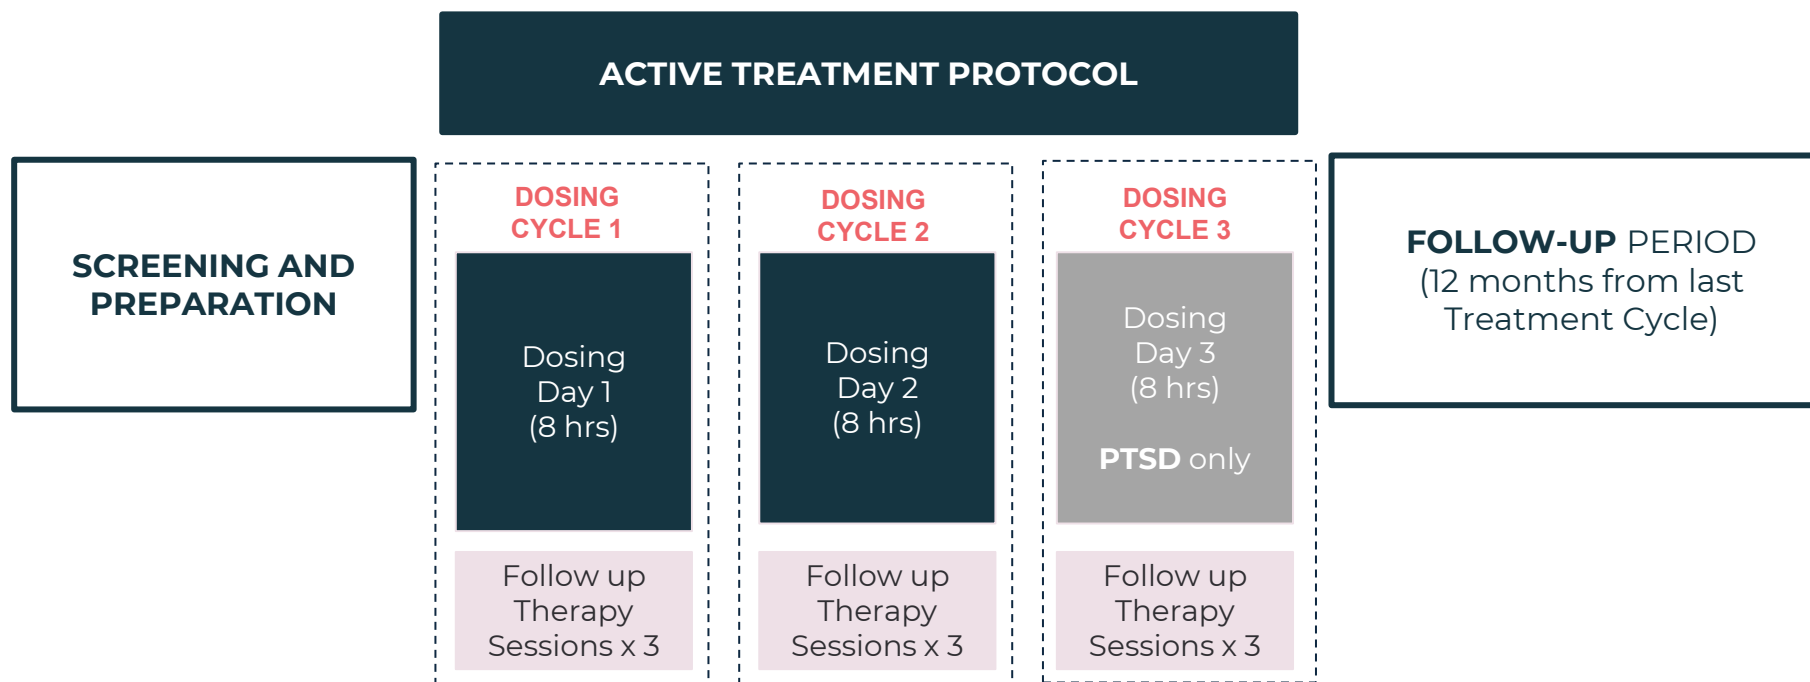 ACTIVE TREATMENT PROTOCOL
SCREENING AND
PREPARATION
DOSING
CYCLE 1
Dosing
Day 1
(8 hrs)
Follow up
Therapy
Sessions x 3
DOSING
CYCLE 2
Dosing
Day 2
(8 hrs)
Follow up
Therapy
Sessions x 3
DOSING
CYCLE 3
Dosing
Day 3
(8 hrs)
PTSD only
Follow up
Therapy
Sessions x 3
FOLLOW-UP PERIOD
(12 months from last
Treatment Cycle)